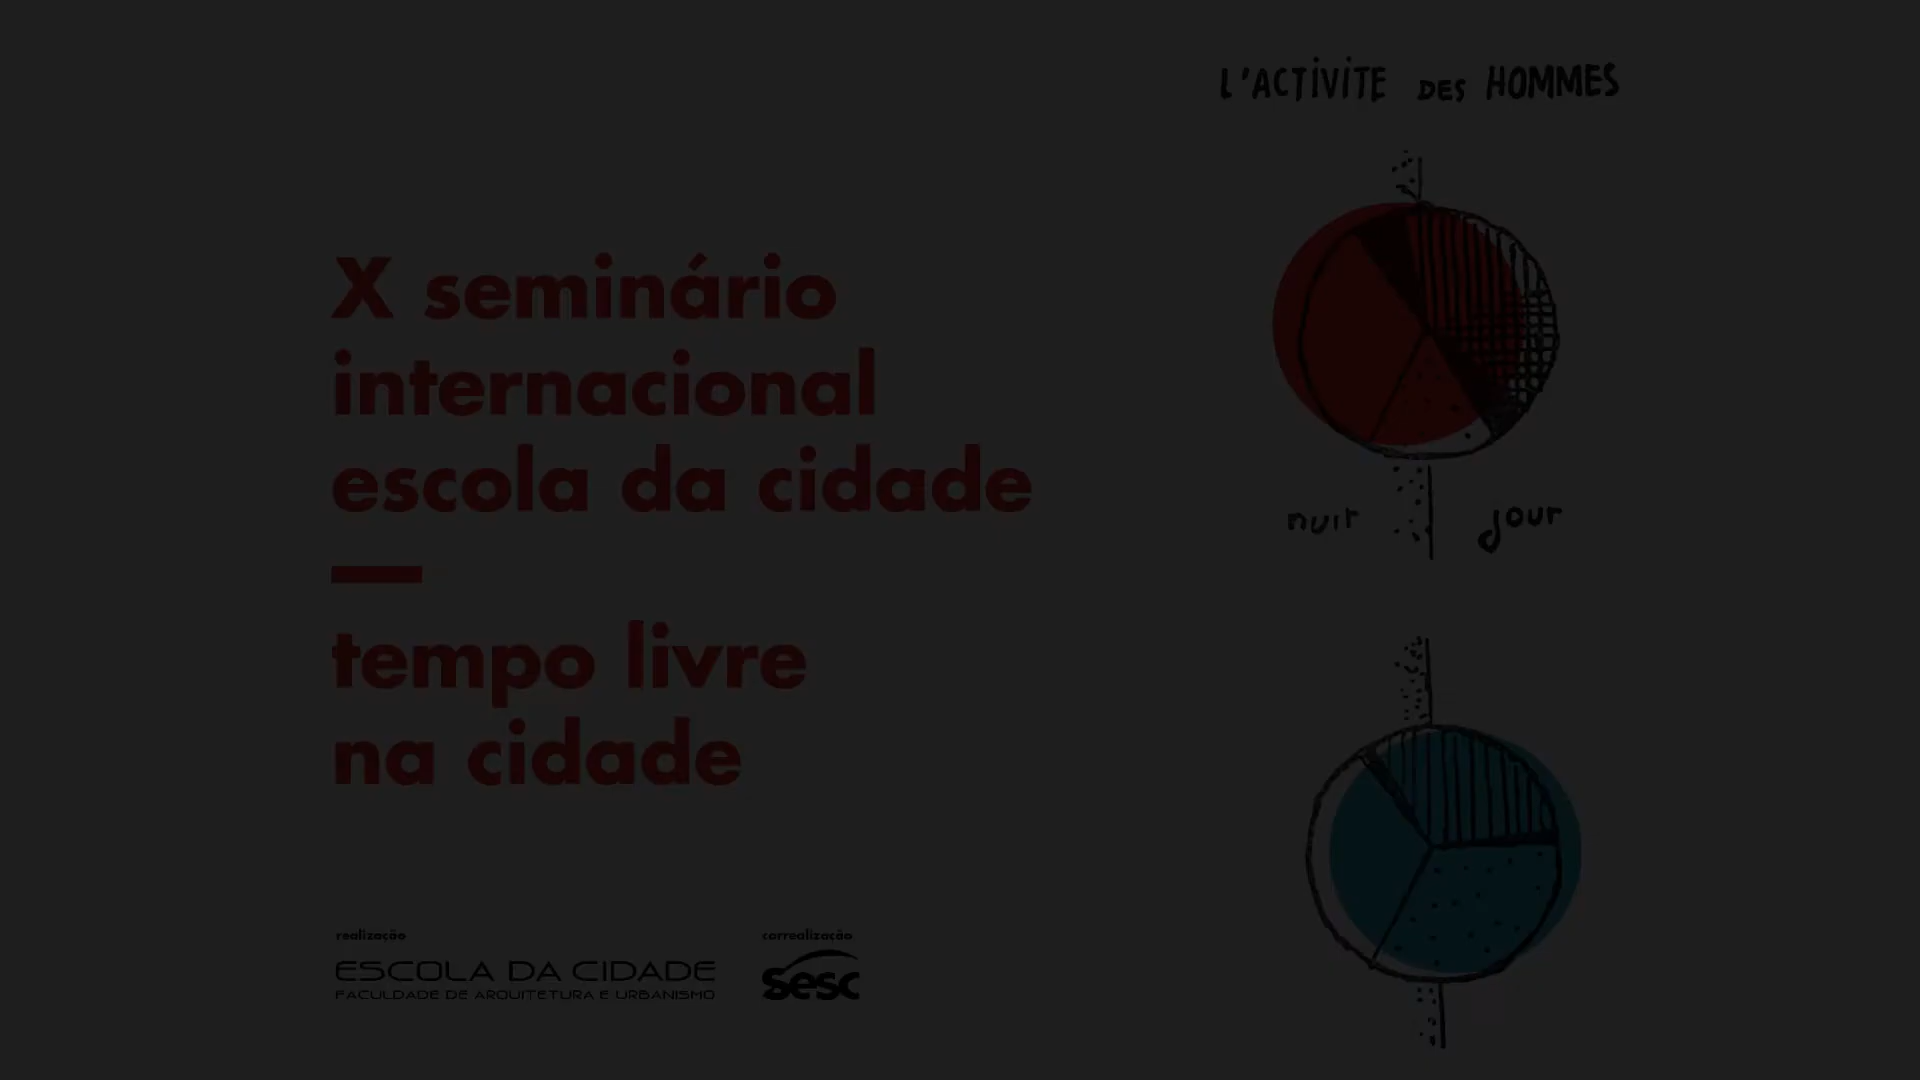 L'ACTIVITE DES HOMMES
X seminário
internacional
escola da cidade
nuit jour
tempo livre
na cidade
realização
ESCOLA DA CIDADE
FACULDADE DE ARQUITETURA E URBANISMO
correalização
sesc